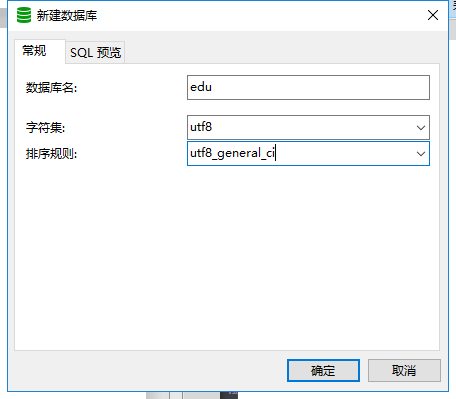 新建数据库
常规
SQL 预览
数据库名:
edu
字符集:
utf8
排序规则:
utf8_general_ci
确定
取消